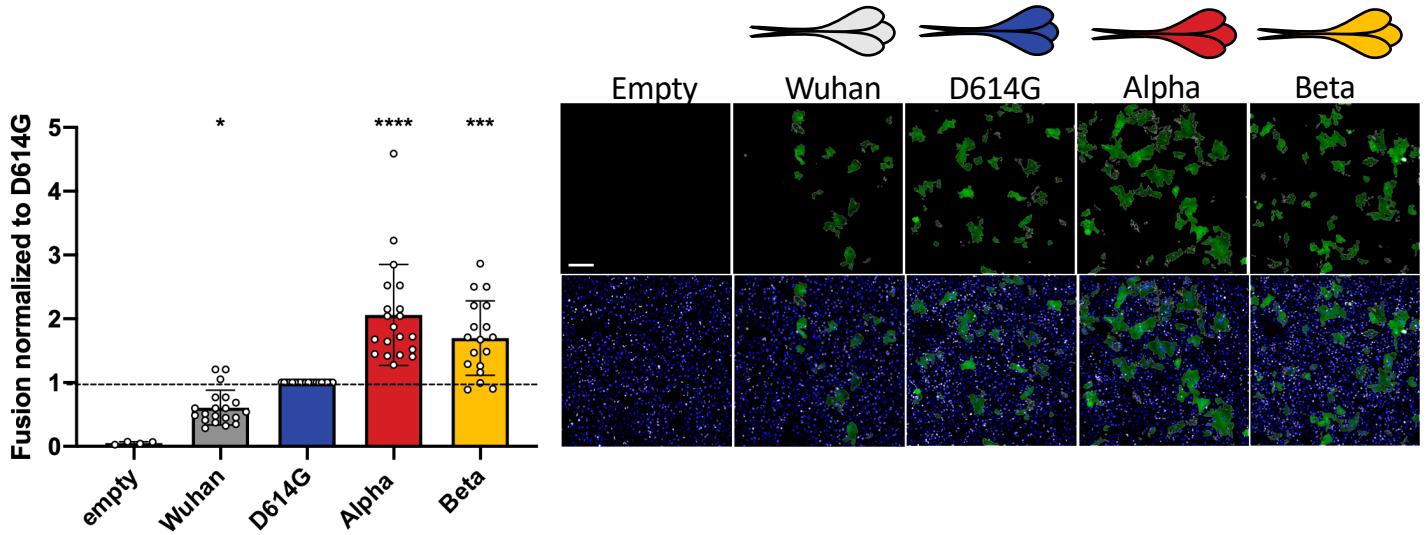 Fusion normalized to D614G
5
4
3
2
1
0
*
****
***
empty
Wuhan
D614G
Alpha
Beta
Empty
Wuhan
D614G
Alpha
Beta